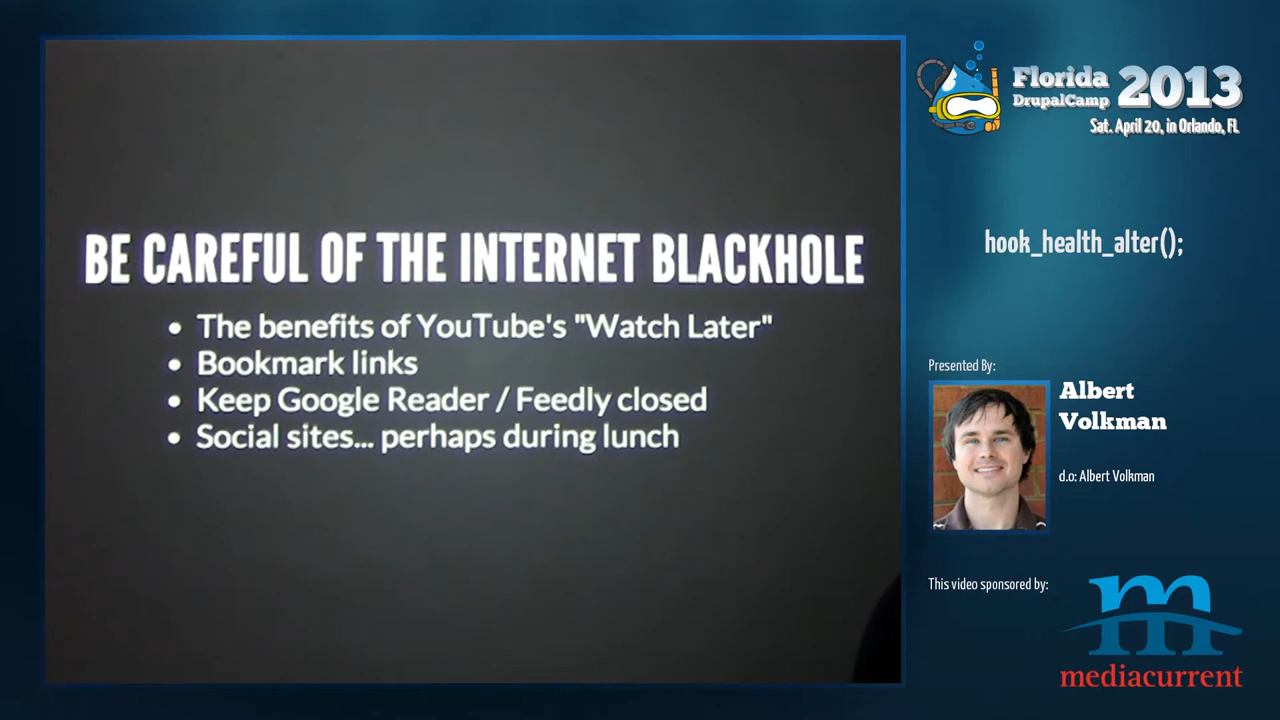 BE CAREFUL OF THE INTERNET BLACKHOLE
• The benefits of YouTube's "Watch Later"
• Bookmark links
• Keep Google Reader / Feedly closed
• Social sites... perhaps during lunch
Florida
DrupalCamp
2013
Sat. April 20, in Orlando, FL
hook_health_alter();
Presented By:
Albert
Volkman
d.o: Albert Volkman
This video sponsored by:
m
mediacurrent